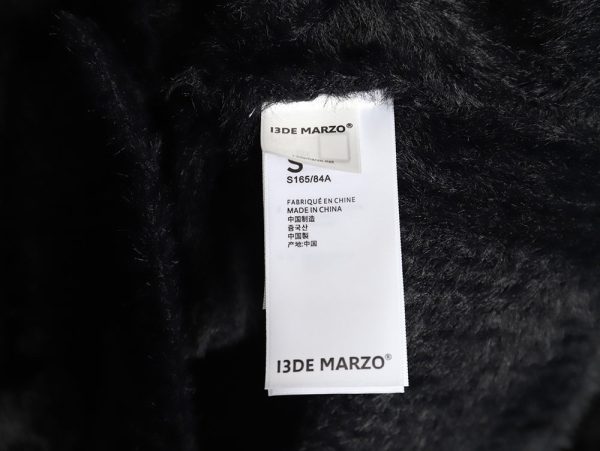 I3DE MARZO®
S
S165/84A
FABRIQUÉ EN CHINE
MADE IN CHINA
中国制造
중국산
中国製
产地:中国
I3DE MARZO®